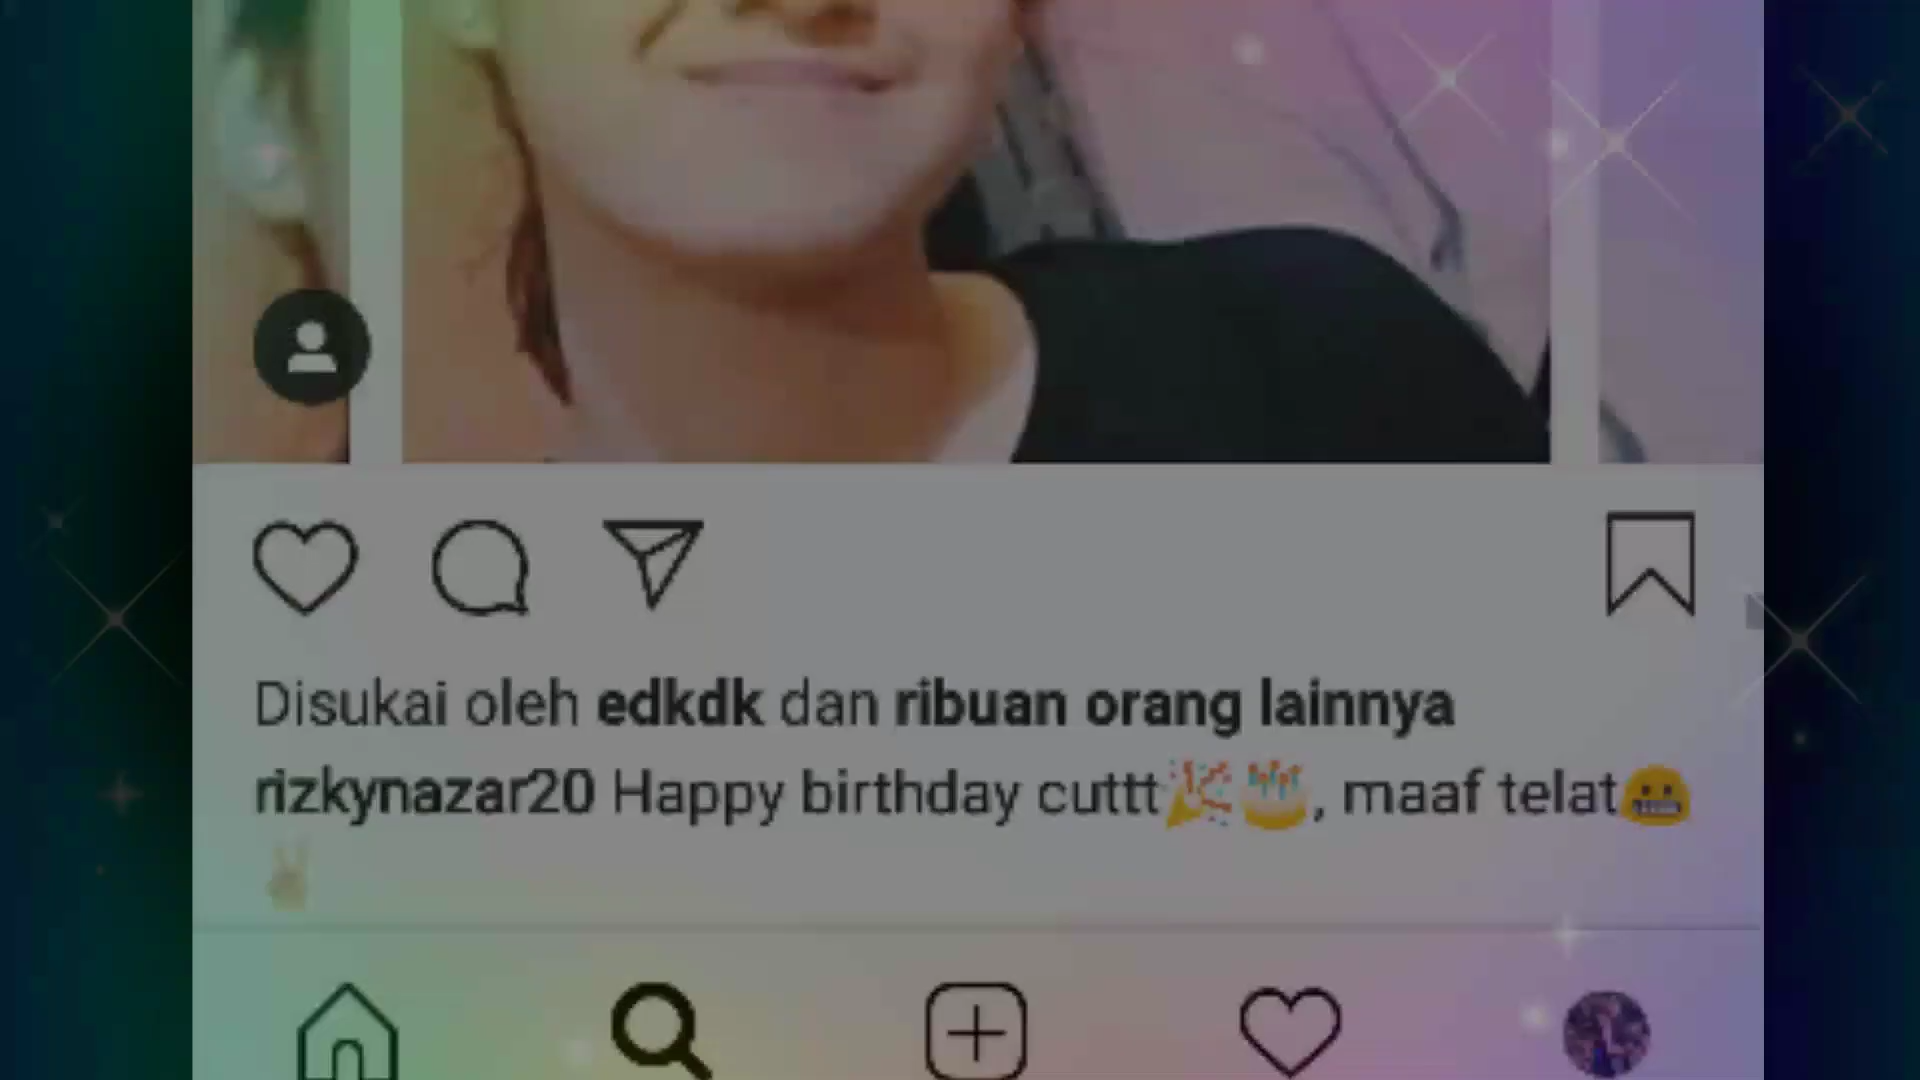 Disukai oleh edkdk dan ribuan orang lainnya
rizkynazar20 Happy birthday cuttt🎉🎂, maaf telat😬
✌